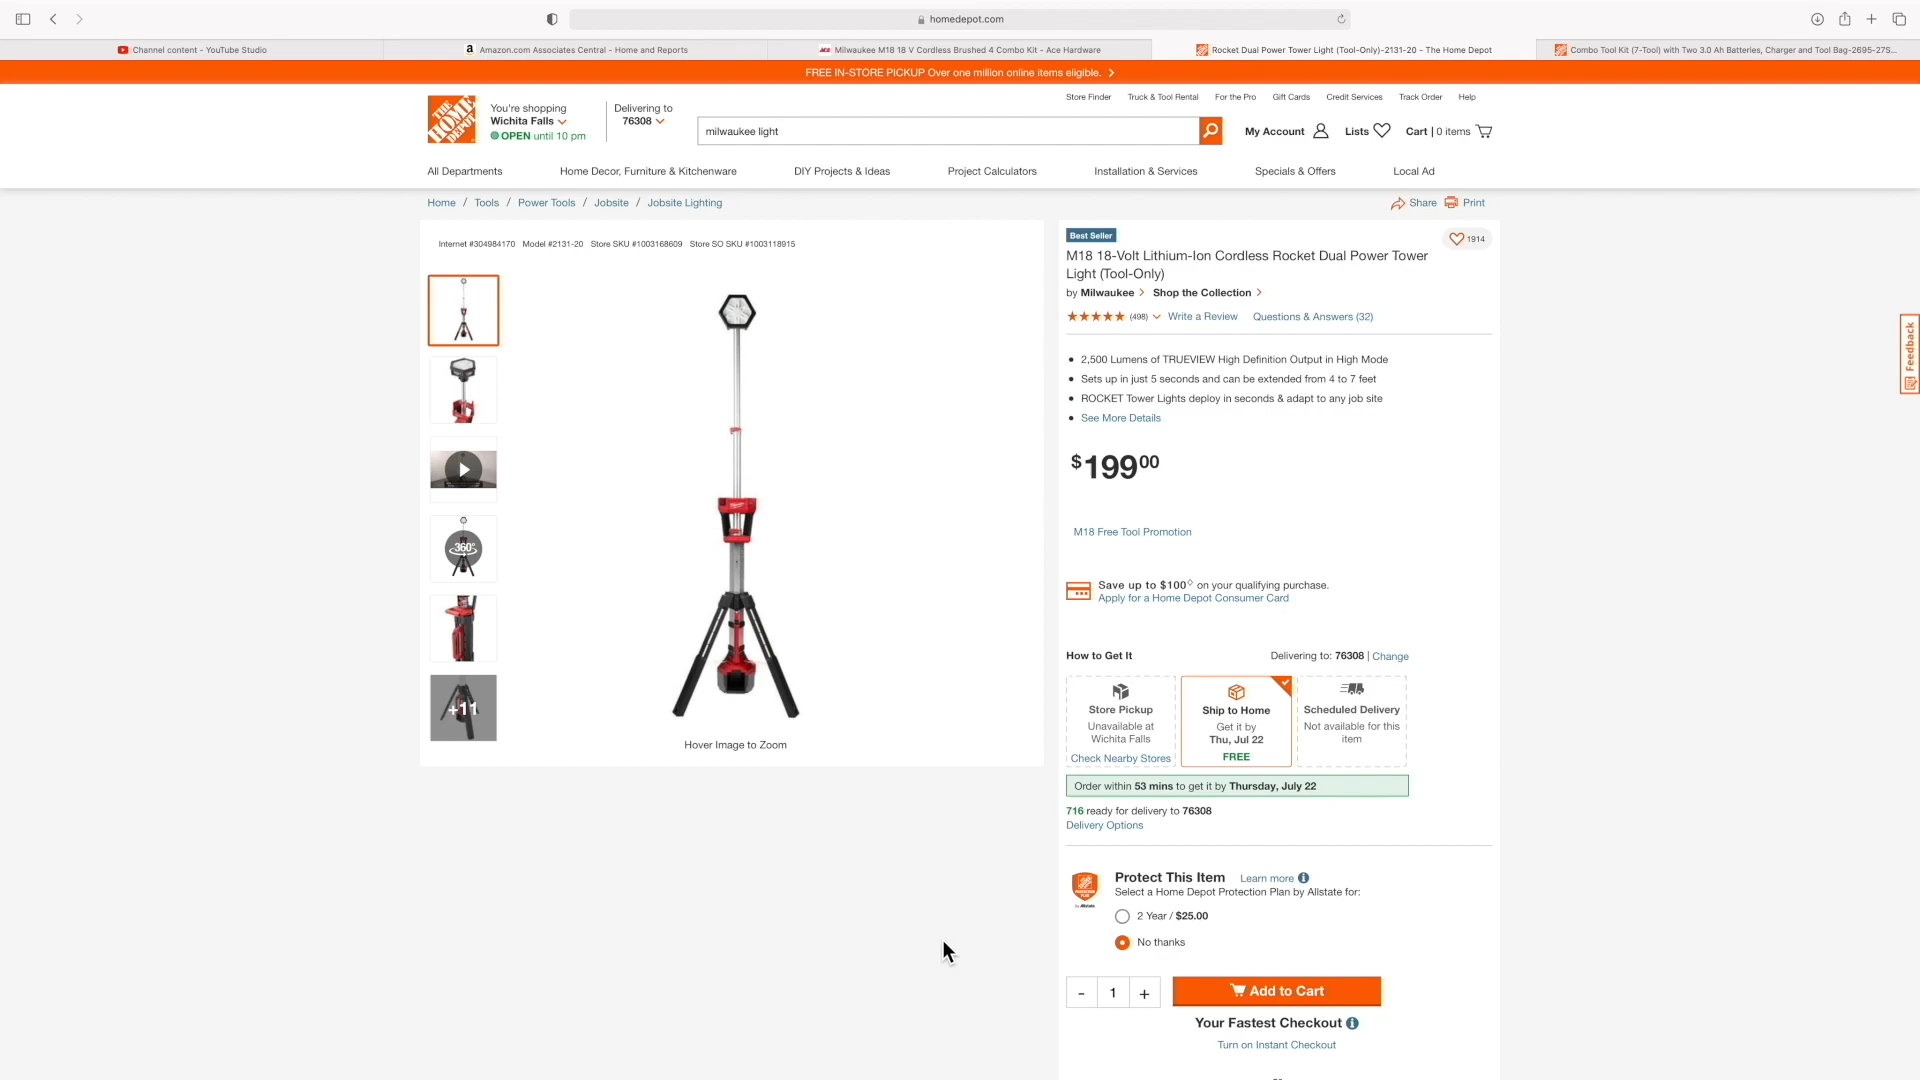 homedepot.com
Channel content - YouTube Studio
Amazon.com Associates Central - Home and Reports
Milwaukee M18 18 V Cordless Brushed 4 Combo Kit - Ace Hardware
Rocket Dual Power Tower Light (Tool-Only)-2131-20 - The Home Depot
Combo Tool Kit (7-Tool) with Two 3.0 Ah Batteries, Charger and Tool Bag-2695-27S...
FREE IN-STORE PICKUP Over one million online items eligible.
Store Finder Truck & Tool Rental For the Pro Gift Cards Credit Services Track Order Help
THE HOME DEPOT
You're shopping
Wichita Falls
OPEN until 10 pm
Delivering to
76308
milwaukee light
My Account Lists Cart | 0 items
All Departments Home Decor, Furniture & Kitchenware DIY Projects & Ideas Project Calculators Installation & Services Specials & Offers Local Ad
Home / Tools / Power Tools / Jobsite / Jobsite Lighting
Share Print
Internet #304984170 Model #2131-20 Store SKU #1003168609 Store SO SKU #1003118915
360°
+11
Hover Image to Zoom
Best Seller
1914
M18 18-Volt Lithium-Ion Cordless Rocket Dual Power Tower
Light (Tool-Only)
by Milwaukee Shop the Collection
(498) Write a Review Questions & Answers (32)
• 2,500 Lumens of TRUEVIEW High Definition Output in High Mode
• Sets up in just 5 seconds and can be extended from 4 to 7 feet
• ROCKET Tower Lights deploy in seconds & adapt to any job site
• See More Details
$199 00
M18 Free Tool Promotion
Save up to $100◊ on your qualifying purchase.
Apply for a Home Depot Consumer Card
How to Get It
Delivering to: 76308 | Change
Store Pickup
Unavailable at
Wichita Falls
Check Nearby Stores
Ship to Home
Get it by
Thu, Jul 22
FREE
Scheduled Delivery
Not available for this
item
Order within 53 mins to get it by Thursday, July 22
716 ready for delivery to 76308
Delivery Options
Protect This Item Learn more
Select a Home Depot Protection Plan by Allstate for:
2 Year / $25.00
No thanks
- 1 +
Add to Cart
Your Fastest Checkout
Turn on Instant Checkout
Feedback